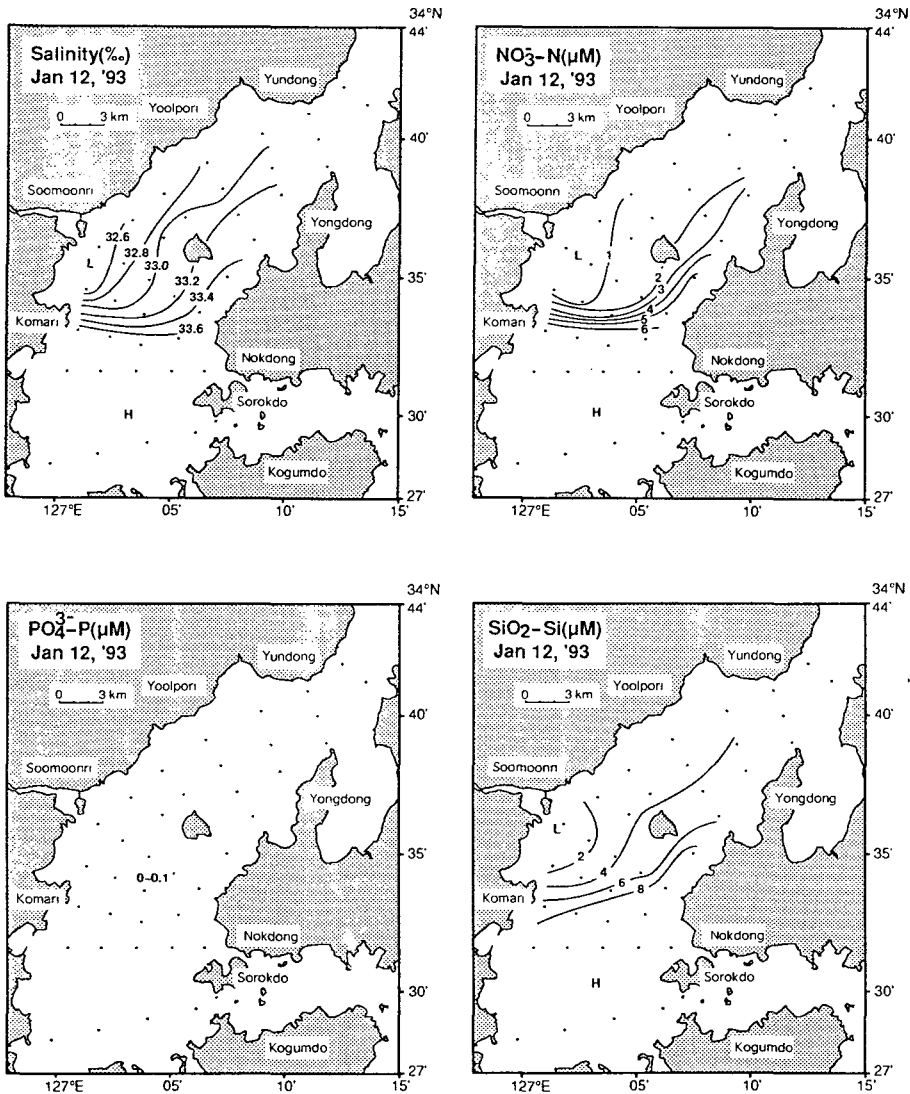 34°N
Salinity(‰)
Jan 12, '93
0 3 km
Yundong
Yoolpori
Soomoonri
Yongdong
Komari
Nokdong
Sorokdo
Kogumdo
L
32.6
32.8
33.0
33.2
33.4
33.6
H
44'
40'
35'
30'
27'
127°E 05' 10' 15'
34°N
NO₃⁻–N(µM)
Jan 12, '93
0 3 km
Yundong
Yoolpori
Soomoonri
Yongdong
Komari
Nokdong
Sorokdo
Kogumdo
L
1
2
3
4
5
6
H
44'
40'
35'
30'
27'
127°E 05' 10' 15'
34°N
PO₄³⁻–P(µM)
Jan 12, '93
0 3 km
Yundong
Yoolpori
Soomoonri
Yongdong
0–0.1
Komari
Nokdong
Sorokdo
Kogumdo
44'
40'
35'
30'
27'
127°E 05' 10' 15'
34°N
SiO₂–Si(µM)
Jan 12, '93
0 3 km
Yundong
Yoolpori
Soomoonri
Yongdong
Komari
Nokdong
Sorokdo
Kogumdo
L
2
4
6
8
H
44'
40'
35'
30'
27'
127°E 05' 10' 15'